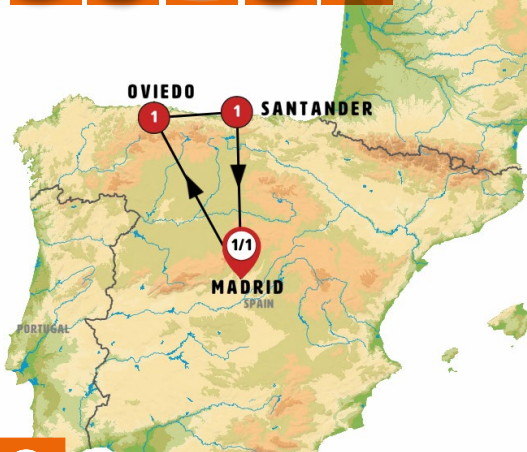 OVIEDO
1
1
SANTANDER
1/1
MADRID
SPAIN
PORTUGAL